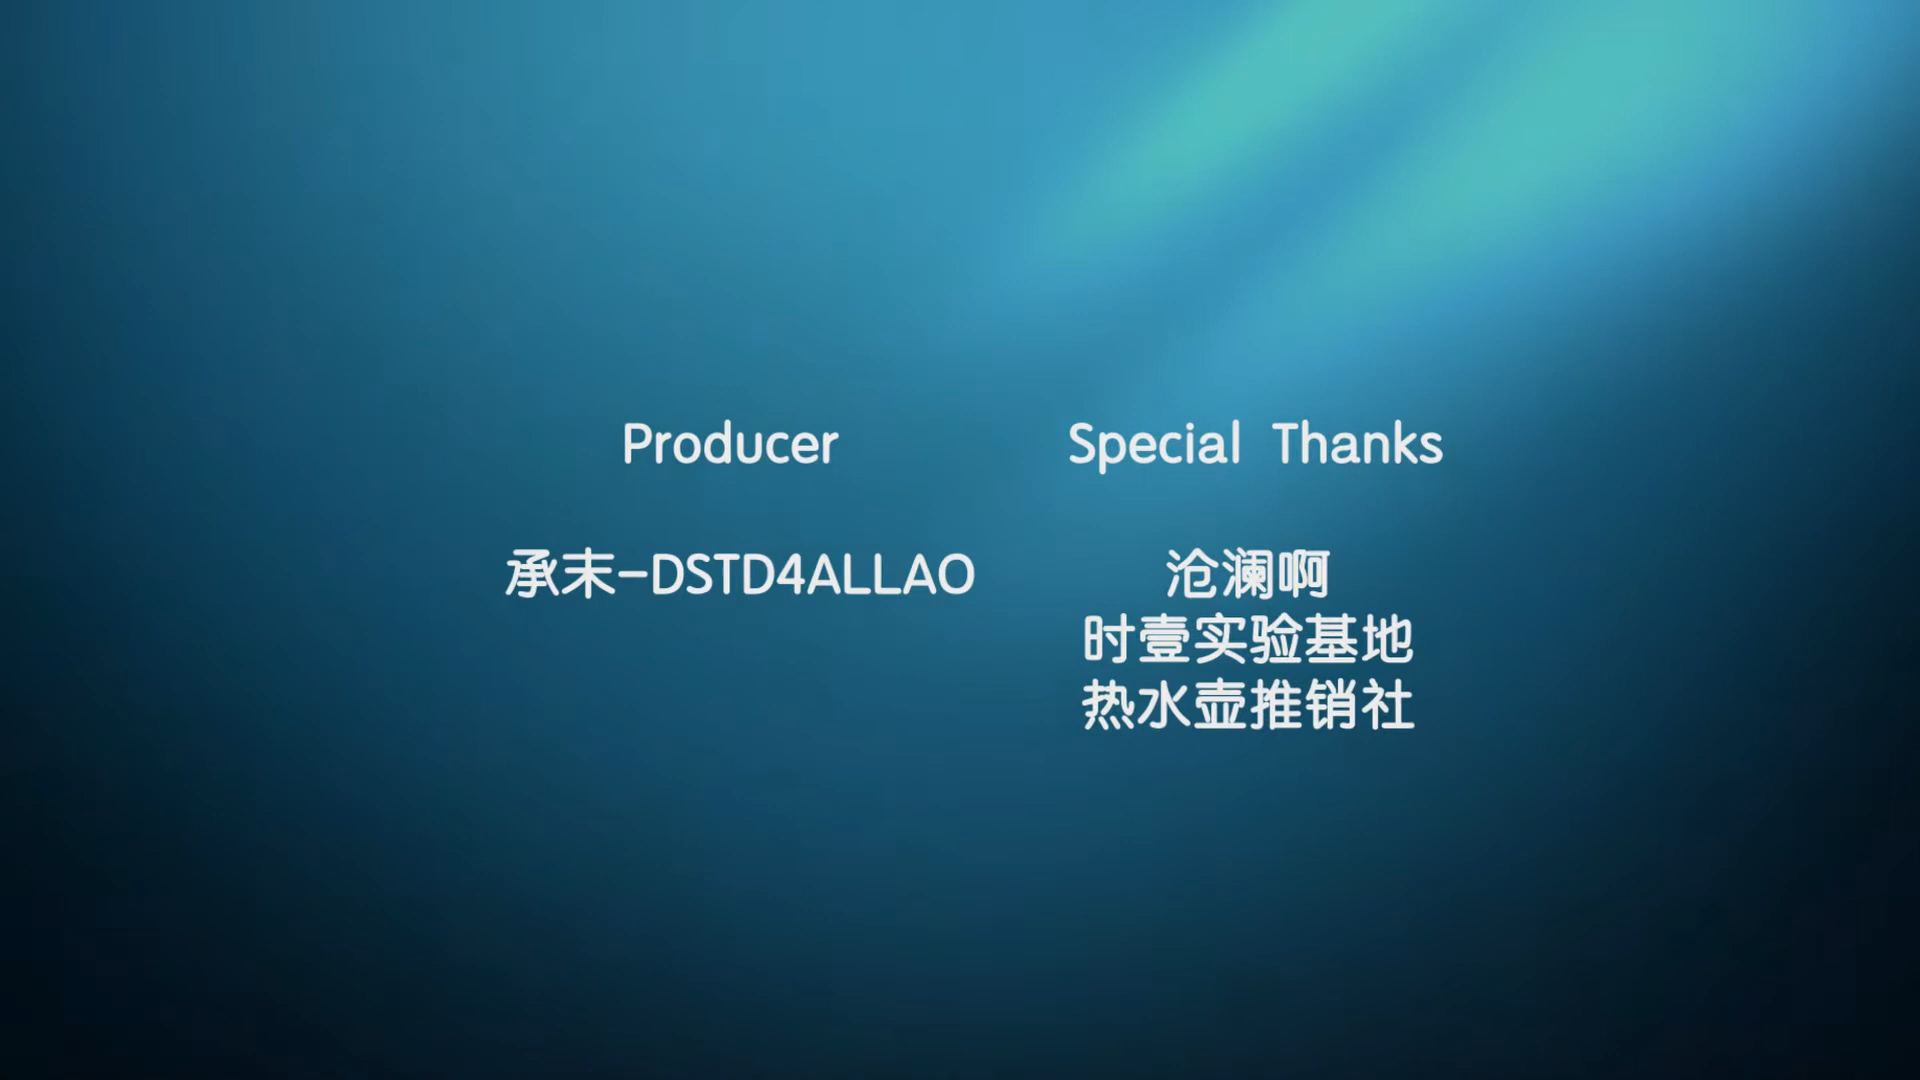 Producer
承末-DSTD4ALLAO
Special Thanks
沧澜啊
时壹实验基地
热水壶推销社